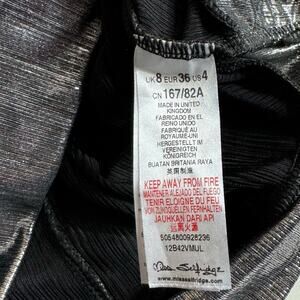 UK 8 EUR 36 US 4
CN 167/82A
MADE IN UNITED
KINGDOM
FABRICADO EN EL
REINO UNIDO
FABRIQUÉ AU
ROYAUME-UNI
HERGESTELLT IM
VEREINIGTEN
KÖNIGREICH
BUATAN BRITANIA RAYA
英国制造
KEEP AWAY FROM FIRE
MANTENER ALEJADO DEL FUEGO
TENIR ELOIGNE DU FEU
VON ZUNDQUELLEN FERNHALTEN
JAUHKAN DARI API
远离火源
5054800928236
12B42VMUL
Miss Selfridge
www.missselfridge.com